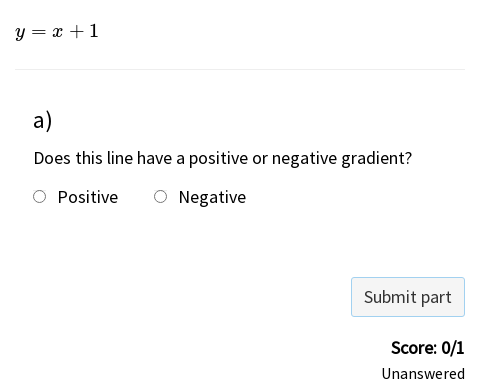 y = x + 1
a)
Does this line have a positive or negative gradient?
Positive Negative
Submit part
Score: 0/1
Unanswered